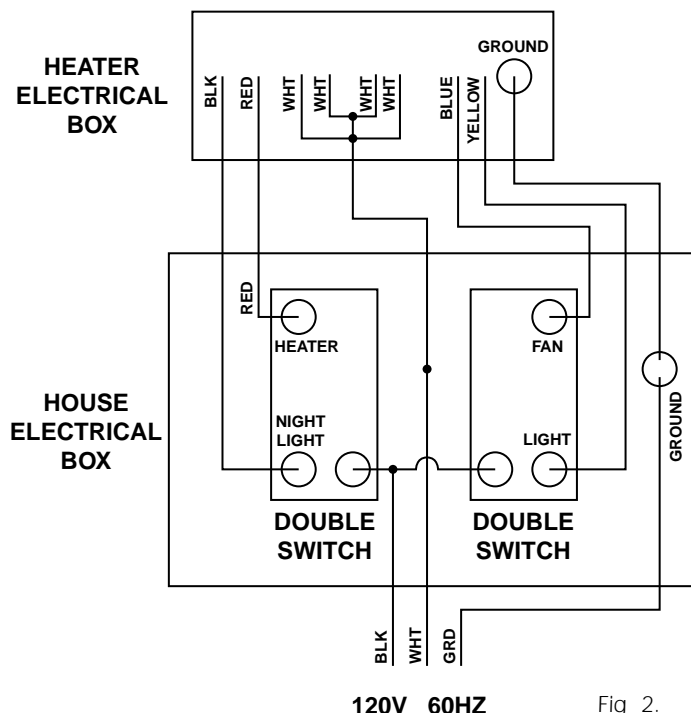 HEATER
ELECTRICAL
BOX
BLK
RED
WHT
WHT
WHT
WHT
BLUE
YELLOW
GROUND
RED
HEATER
FAN
HOUSE
ELECTRICAL
BOX
NIGHT
LIGHT
LIGHT
GROUND
DOUBLE
SWITCH
DOUBLE
SWITCH
BLK
WHT
GRD
120V 60HZ
Fig 2.